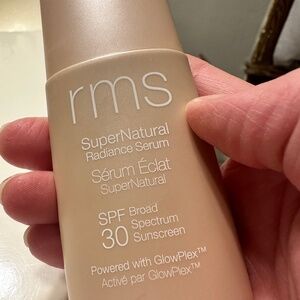 rms
SuperNatural
Radiance Serum
Sérum Éclat
SuperNatural
SPF Broad
30 Spectrum
Sunscreen
Powered with GlowPlex™
Activé par GlowPlex™